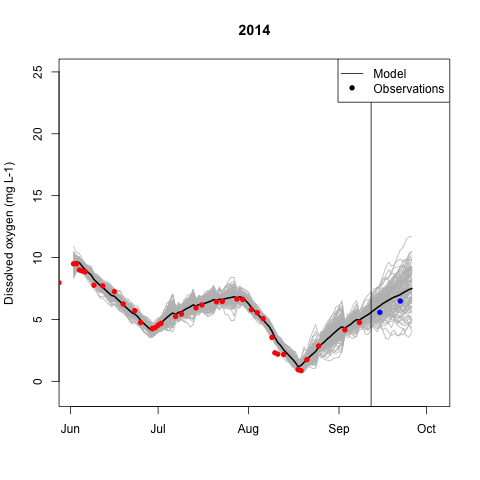 2014
Model
Observations
Dissolved oxygen (mg L-1)
25
20
15
10
5
0
Jun
Jul
Aug
Sep
Oct